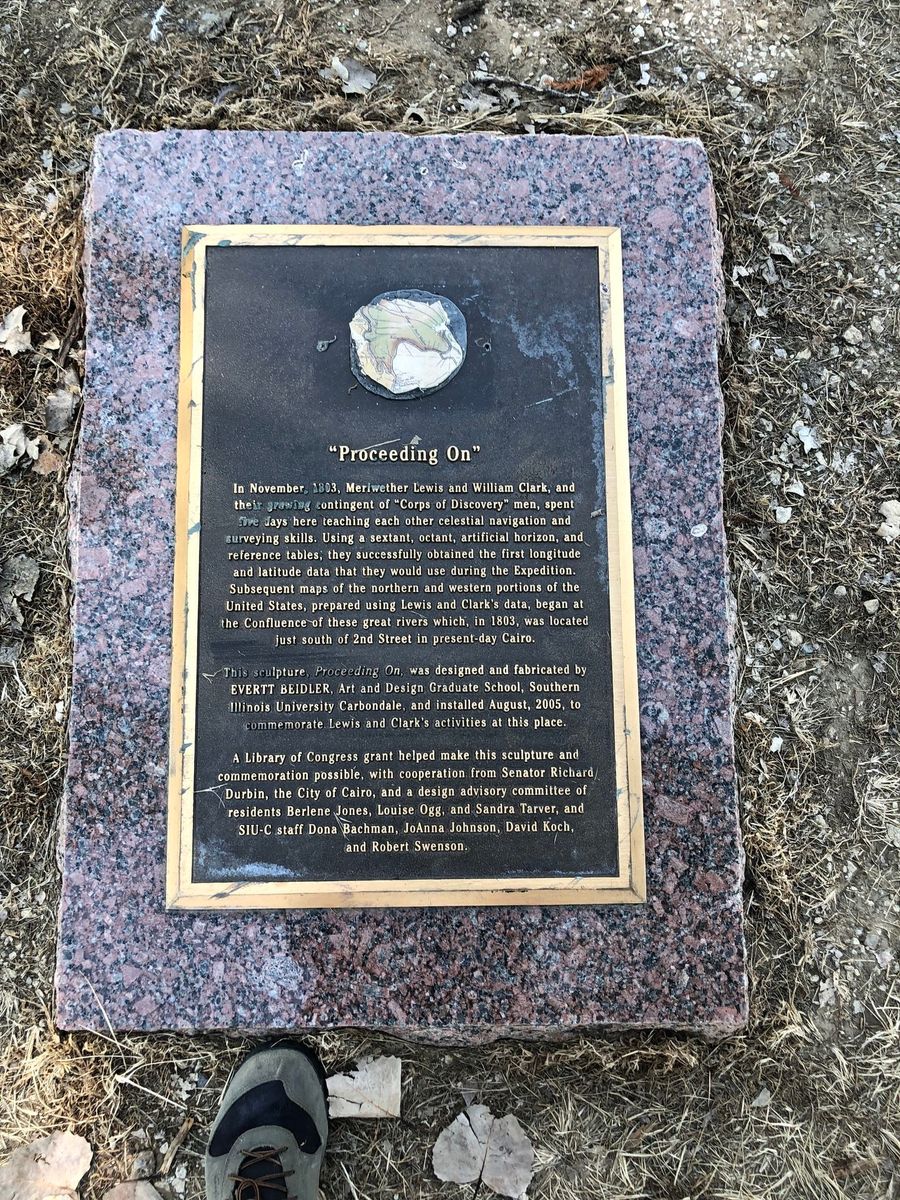 “Proceeding On”
In November, 1803, Meriwether Lewis and William Clark, and
their growing contingent of “Corps of Discovery” men, spent
five days here teaching each other celestial navigation and
surveying skills. Using a sextant, octant, artificial horizon, and
reference tables, they successfully obtained the first longitude
and latitude data that they would use during the Expedition.
Subsequent maps of the northern and western portions of the
United States, prepared using Lewis and Clark’s data, began at
the Confluence of these great rivers which, in 1803, was located
just south of 2nd Street in present-day Cairo.
This sculpture, Proceeding On, was designed and fabricated by
EVERTT BEIDLER, Art and Design Graduate School, Southern
Illinois University Carbondale, and installed August, 2005, to
commemorate Lewis and Clark’s activities at this place.
A Library of Congress grant helped make this sculpture and
commemoration possible, with cooperation from Senator Richard
Durbin, the City of Cairo, and a design advisory committee of
residents Berlene Jones, Louise Ogg, and Sandra Tarver, and
SIU-C staff Dona Bachman, JoAnna Johnson, David Koch,
and Robert Swenson.